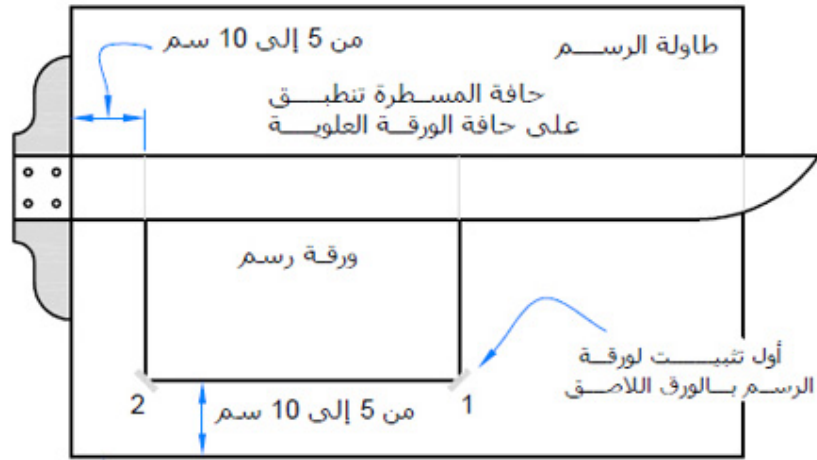 من 5 إلى 10 سم
طاولة الرسم
حافة المسطرة تنطبق
على حافة الورقة العلوية
ورقة رسم
أول تثبيت لورقة
الرسم بالورق اللاصق
2
من 5 إلى 10 سم
1